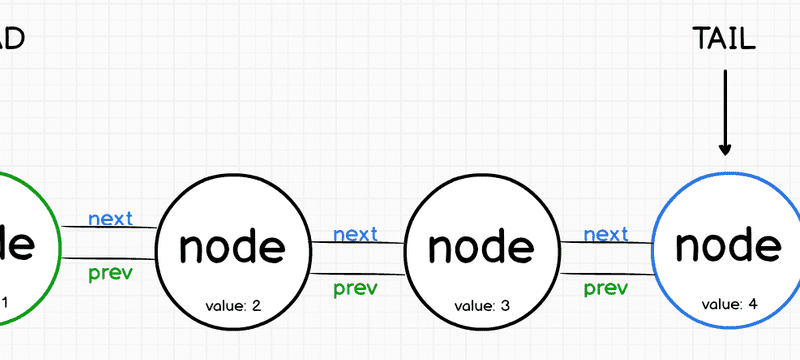 AD
TAIL
next
next
next
de
node
node
node
prev
prev
prev
1
value: 2
value: 3
value: 4